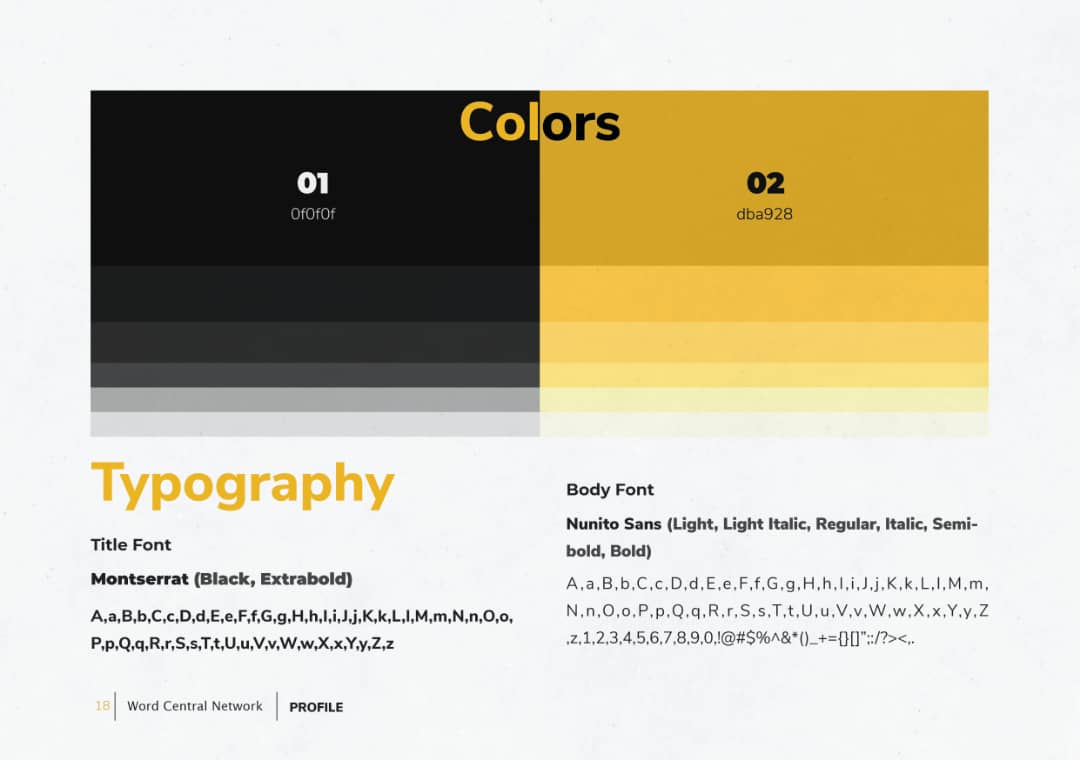 Colors
01
0f0f0f
02
dba928
Typography
Title Font
Montserrat (Black, Extrabold)
A,a,B,b,C,c,D,d,E,e,F,f,G,g,H,h,I,i,J,j,K,k,L,l,M,m,N,n,O,o,
P,p,Q,q,R,r,S,s,T,t,U,u,V,v,W,w,X,x,Y,y,Z,z
Body Font
Nunito Sans (Light, Light Italic, Regular, Italic, Semi-
bold, Bold)
A,a,B,b,C,c,D,d,E,e,F,f,G,g,H,h,I,i,J,j,K,k,L,l,M,m,
N,n,O,o,P,p,Q,q,R,r,S,s,T,t,U,u,V,v,W,w,X,x,Y,y,Z
,z,1,2,3,4,5,6,7,8,9,0,!@#$%^&*()_+={}[]”;:/?><,.
18 Word Central Network PROFILE